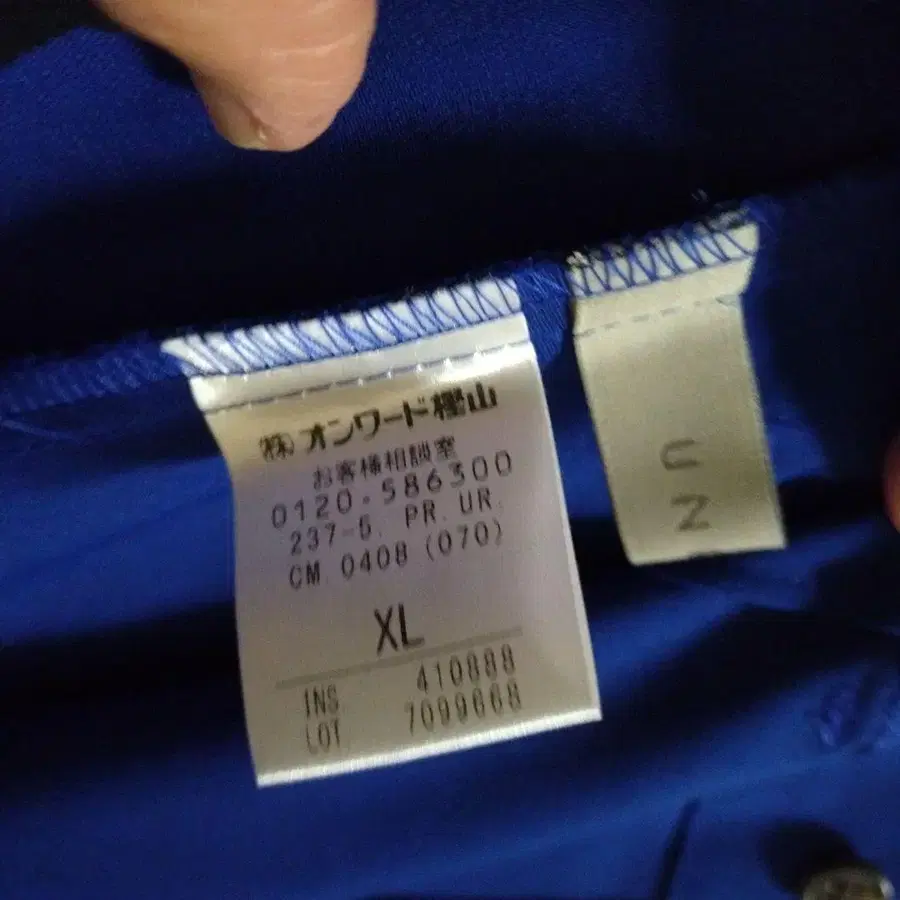 ㈱オンワード樫山
お客様相談室
0120-586300
237-5. PR. UR.
CM 0408 (070)
XL
INS 410888
LOT 7099668
U
N